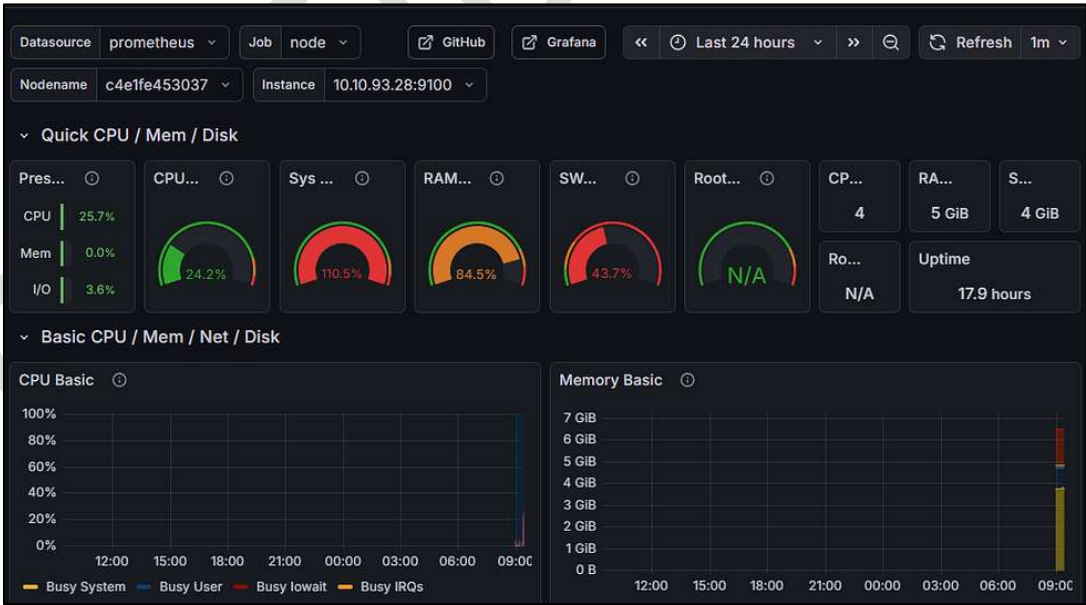 Datasource prometheus Job node GitHub Grafana Last 24 hours Refresh 1m
Nodename c4e1fe453037 Instance 10.10.93.28:9100
Quick CPU / Mem / Disk
Pres... CPU... Sys ... RAM... SW... Root... CP... RA... S...
CPU 25.7%
Mem 0.0%
I/O 3.6%
24.2% 110.5% 84.5% 43.7% N/A
4 5 GiB 4 GiB
Ro... Uptime
N/A 17.9 hours
Basic CPU / Mem / Net / Disk
CPU Basic
100%
80%
60%
40%
20%
0%
12:00 15:00 18:00 21:00 00:00 03:00 06:00 09:00
Busy System Busy User Busy Iowait Busy IRQs
Memory Basic
7 GiB
6 GiB
5 GiB
4 GiB
3 GiB
2 GiB
1 GiB
0 B
12:00 15:00 18:00 21:00 00:00 03:00 06:00 09:00